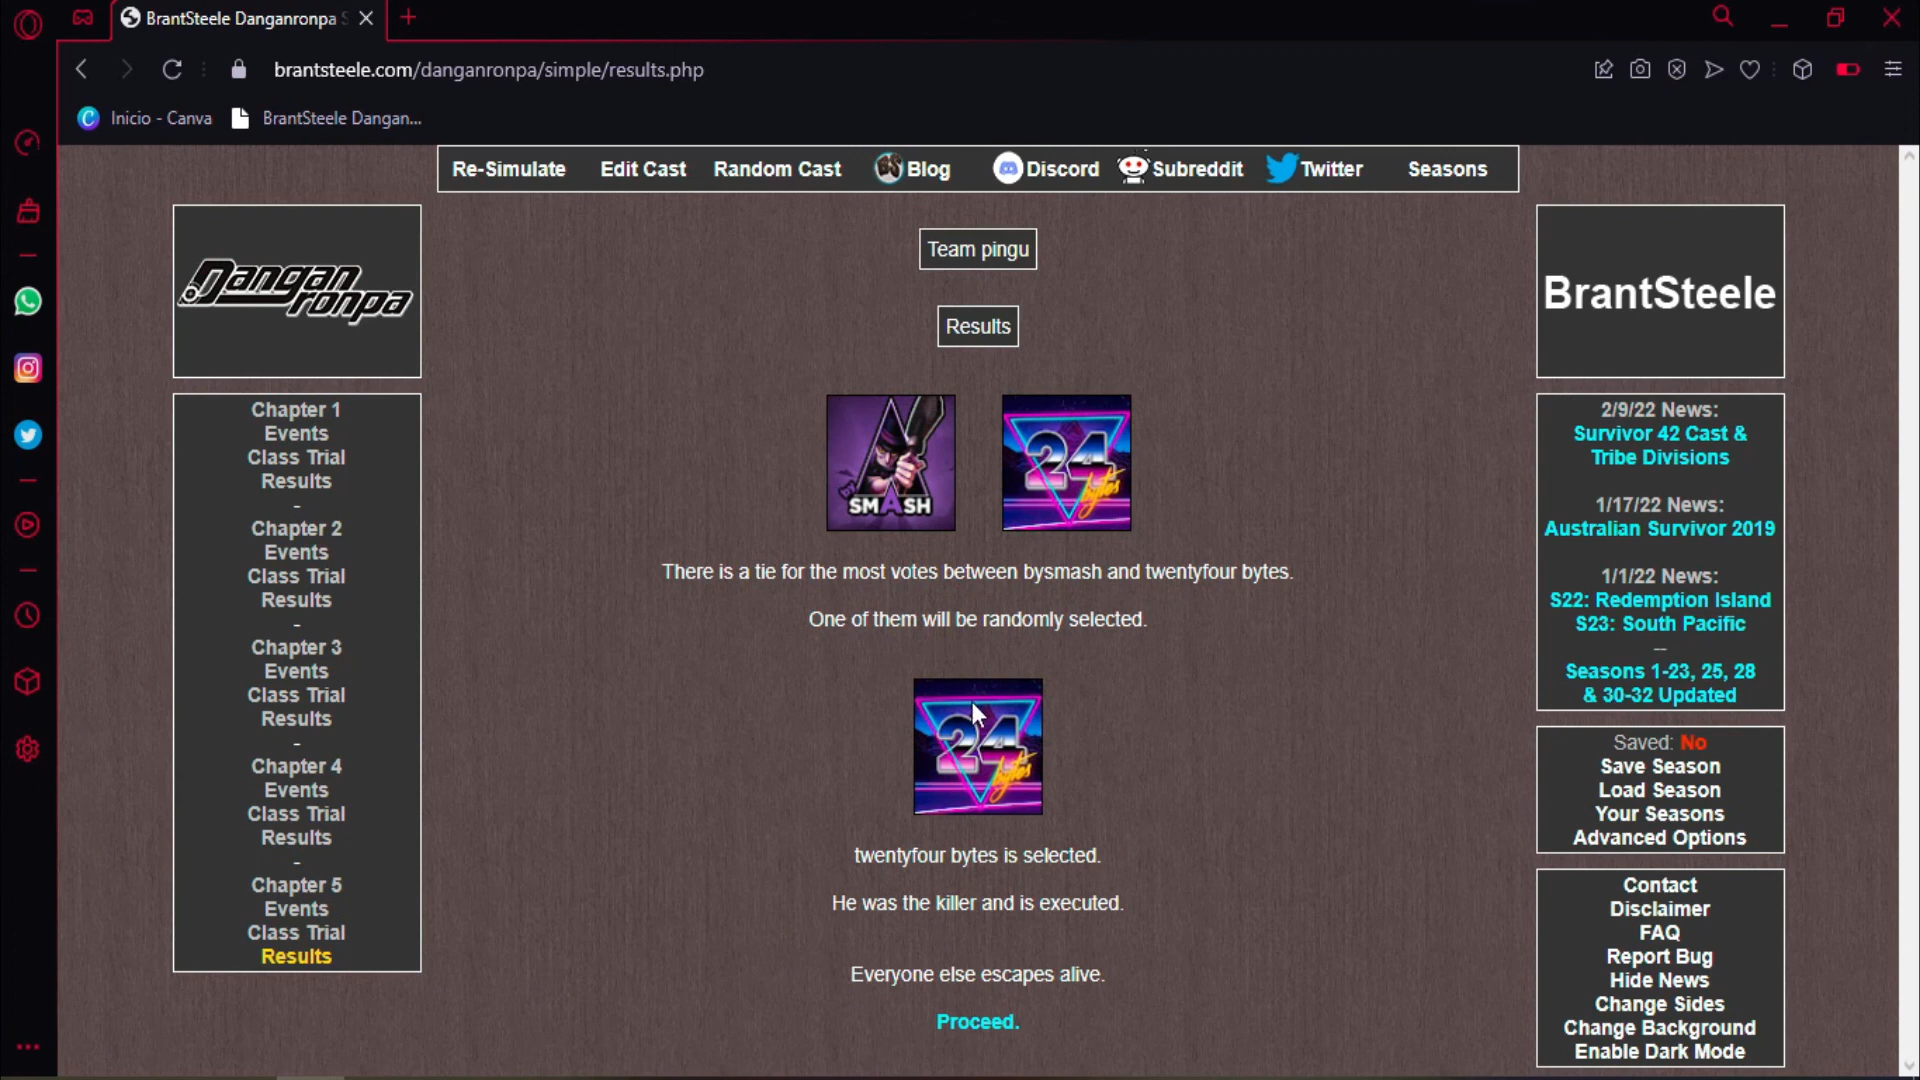 BrantSteele Danganronpa S
brantsteele.com/danganronpa/simple/results.php
Inicio - Canva
BrantSteele Dangan...
Re-Simulate
Edit Cast
Random Cast
Blog
Discord
Subreddit
Twitter
Seasons
Dangan
ronpa
Chapter 1
Events
Class Trial
Results
-
Chapter 2
Events
Class Trial
Results
-
Chapter 3
Events
Class Trial
Results
-
Chapter 4
Events
Class Trial
Results
-
Chapter 5
Events
Class Trial
Results
Team pingu
Results
by
SMASH
24
bytes
There is a tie for the most votes between bysmash and twentyfour bytes.
One of them will be randomly selected.
24
bytes
twentyfour bytes is selected.
He was the killer and is executed.
Everyone else escapes alive.
Proceed.
BrantSteele
2/9/22 News:
Survivor 42 Cast &
Tribe Divisions
1/17/22 News:
Australian Survivor 2019
1/1/22 News:
S22: Redemption Island
S23: South Pacific
--
Seasons 1-23, 25, 28
& 30-32 Updated
Saved: No
Save Season
Load Season
Your Seasons
Advanced Options
Contact
Disclaimer
FAQ
Report Bug
Hide News
Change Sides
Change Background
Enable Dark Mode